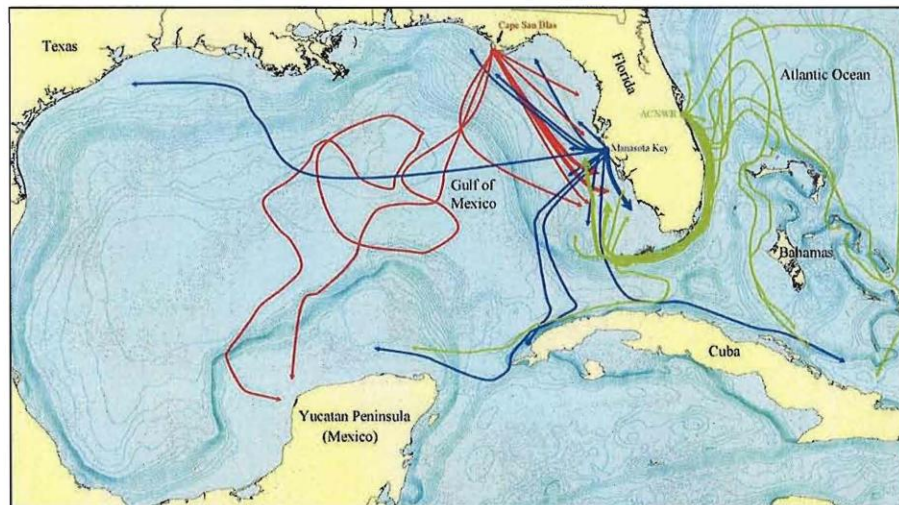 Cape San Blas
Texas
Florida
Atlantic Ocean
ACNWR
Manasota Key
Gulf of
Mexico
Bahamas
Cuba
Yucatan Peninsula
(Mexico)